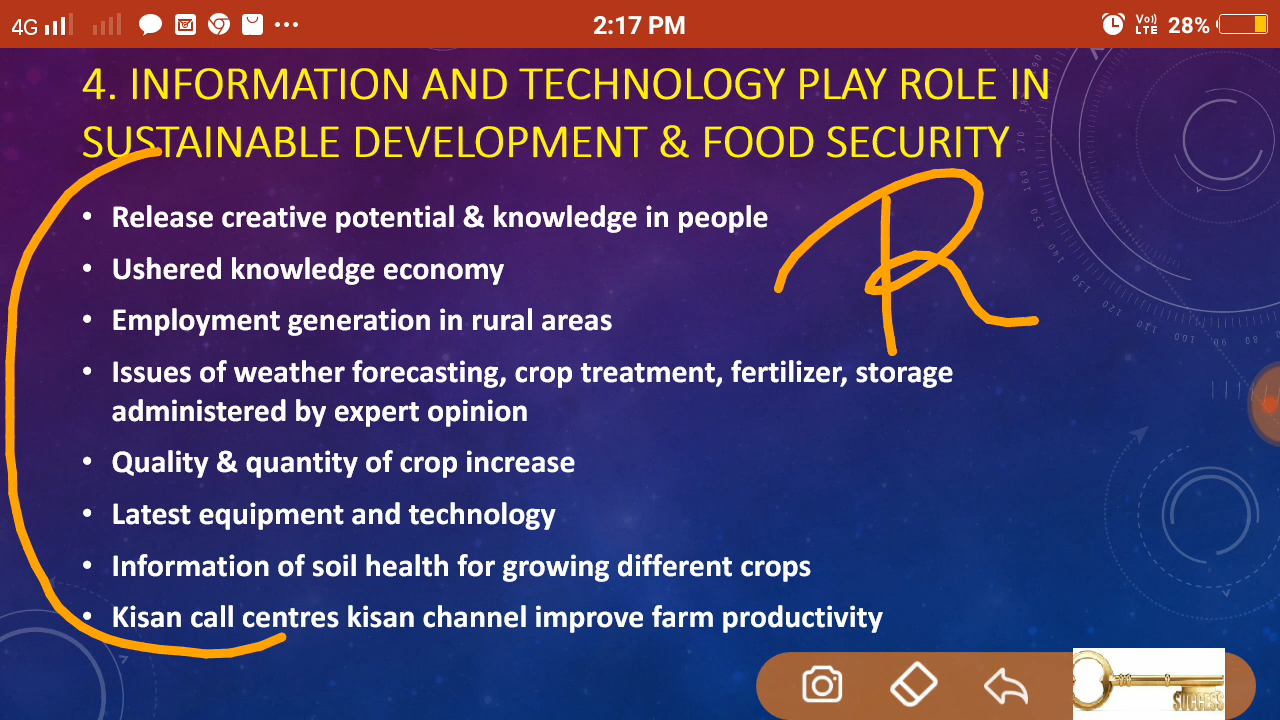 4G
2:17 PM
Vo)) LTE 28%
4. INFORMATION AND TECHNOLOGY PLAY ROLE IN
SUSTAINABLE DEVELOPMENT & FOOD SECURITY
R
• Release creative potential & knowledge in people
• Ushered knowledge economy
• Employment generation in rural areas
• Issues of weather forecasting, crop treatment, fertilizer, storage
administered by expert opinion
• Quality & quantity of crop increase
• Latest equipment and technology
• Information of soil health for growing different crops
• Kisan call centres kisan channel improve farm productivity
SUCCESS